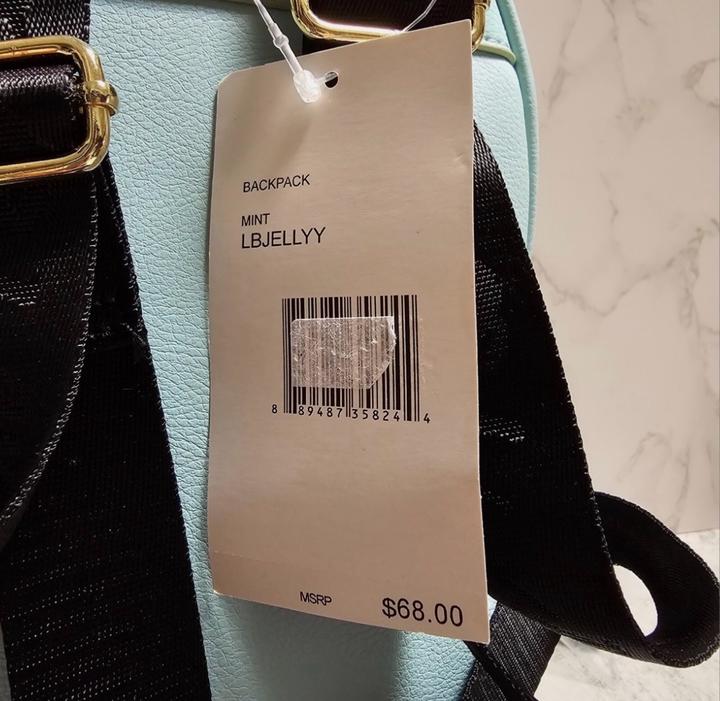 BACKPACK
MINT
LBJELLYY
8 89487 35824 4
MSRP $68.00